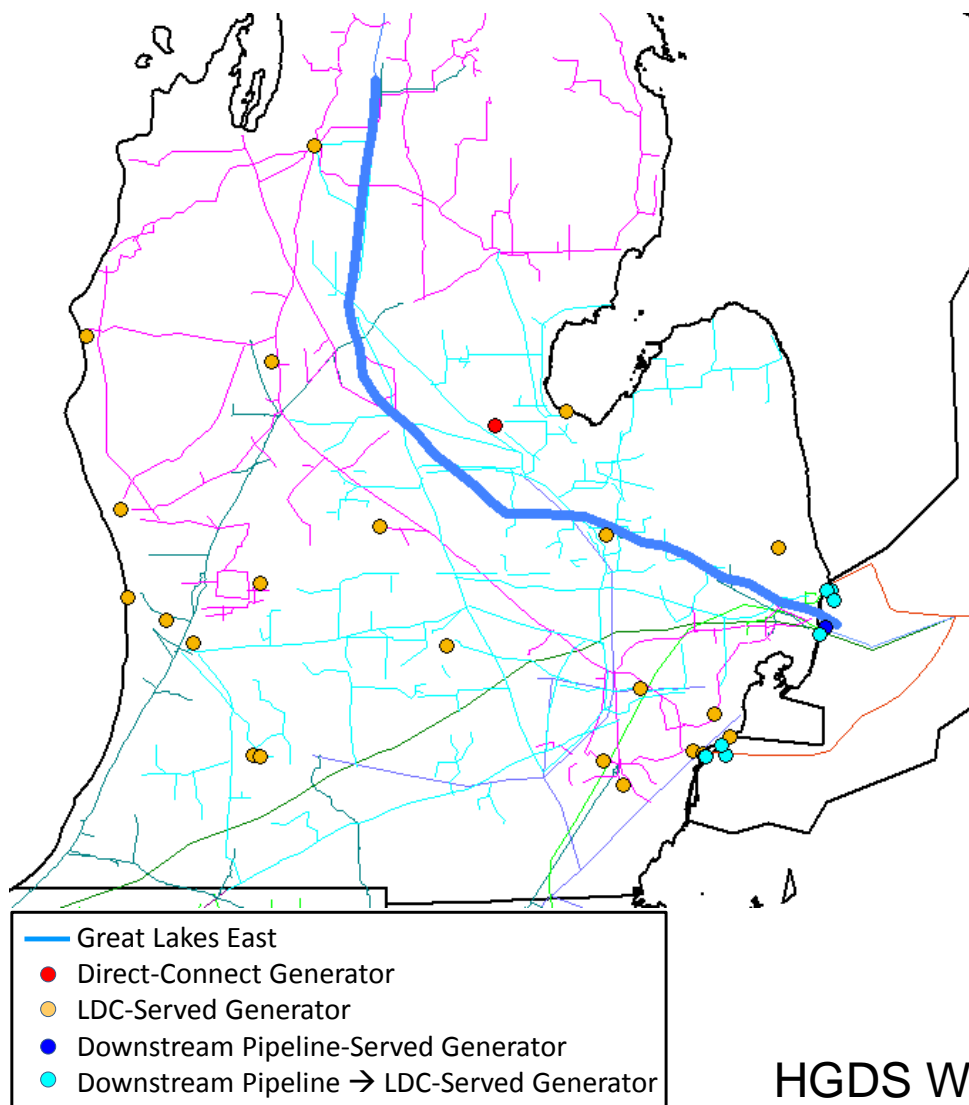 Great Lakes East
Direct-Connect Generator
LDC-Served Generator
Downstream Pipeline-Served Generator
Downstream Pipeline → LDC-Served Generator
HGDS W